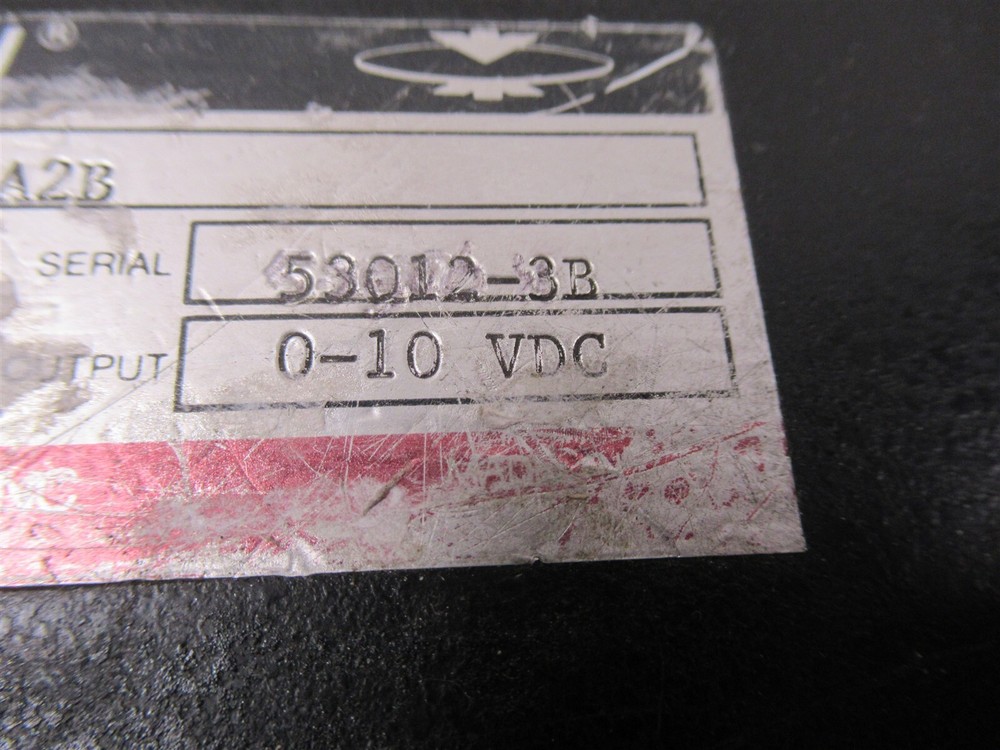 ®
A2B
SERIAL 53012-3B
OUTPUT 0-10 VDC